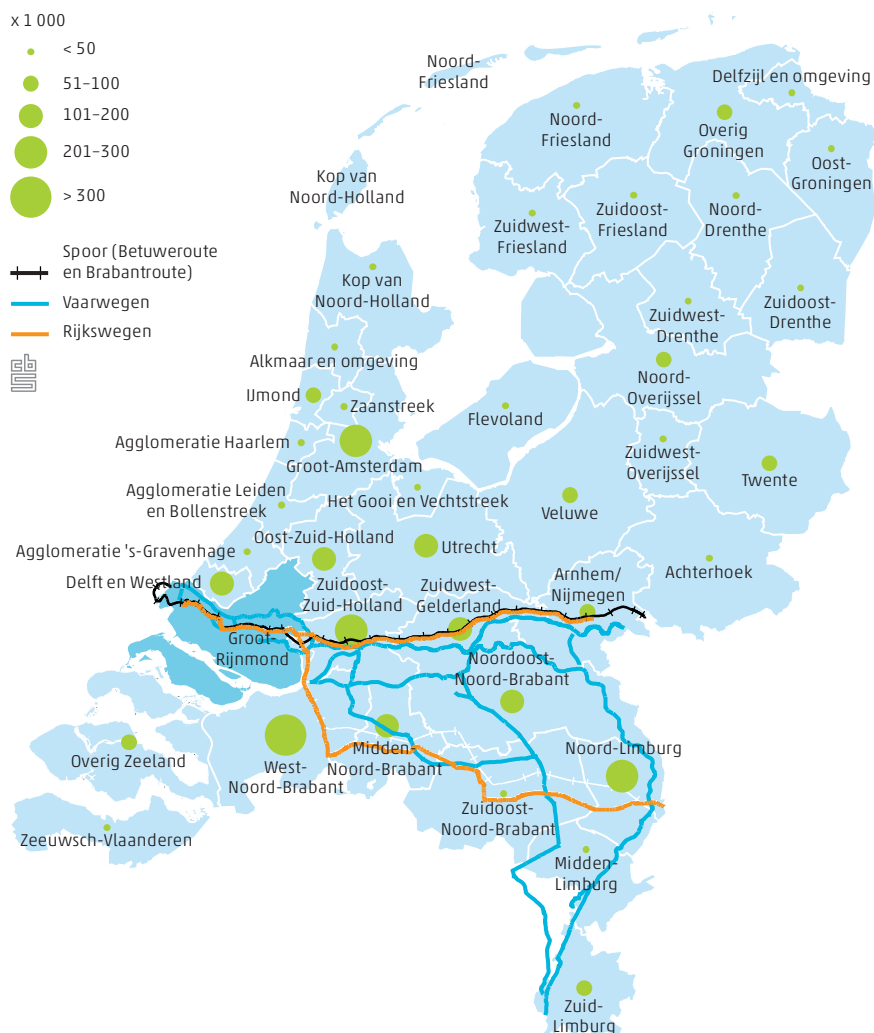 x 1 000
< 50
51–100
101–200
201–300
> 300
Spoor (Betuweroute
en Brabantroute)
Vaarwegen
Rijkswegen
cbs
Noord-
Friesland
Delfzijl en omgeving
Noord-
Friesland
Overig
Groningen
Oost-
Groningen
Kop van
Noord-Holland
Zuidwest-
Friesland
Zuidoost-
Friesland
Noord-
Drenthe
Kop van
Noord-Holland
Zuidwest-
Drenthe
Zuidoost-
Drenthe
Alkmaar en omgeving
Noord-
Overijssel
IJmond
Zaanstreek
Flevoland
Agglomeratie Haarlem
Groot-Amsterdam
Zuidwest-
Overijssel
Twente
Agglomeratie Leiden
en Bollenstreek
Het Gooi en Vechtstreek
Veluwe
Oost-Zuid-Holland
Utrecht
Agglomeratie 's-Gravenhage
Delft en Westland
Zuidoost-
Zuid-Holland
Zuidwest-
Gelderland
Arnhem/
Nijmegen
Achterhoek
Groot-
Rijnmond
Noordoost-
Noord-Brabant
Overig Zeeland
West-
Noord-Brabant
Midden-
Noord-Brabant
Noord-Limburg
Zuidoost-
Noord-Brabant
Zeeuwsch-Vlaanderen
Midden-
Limburg
Zuid-
Limburg